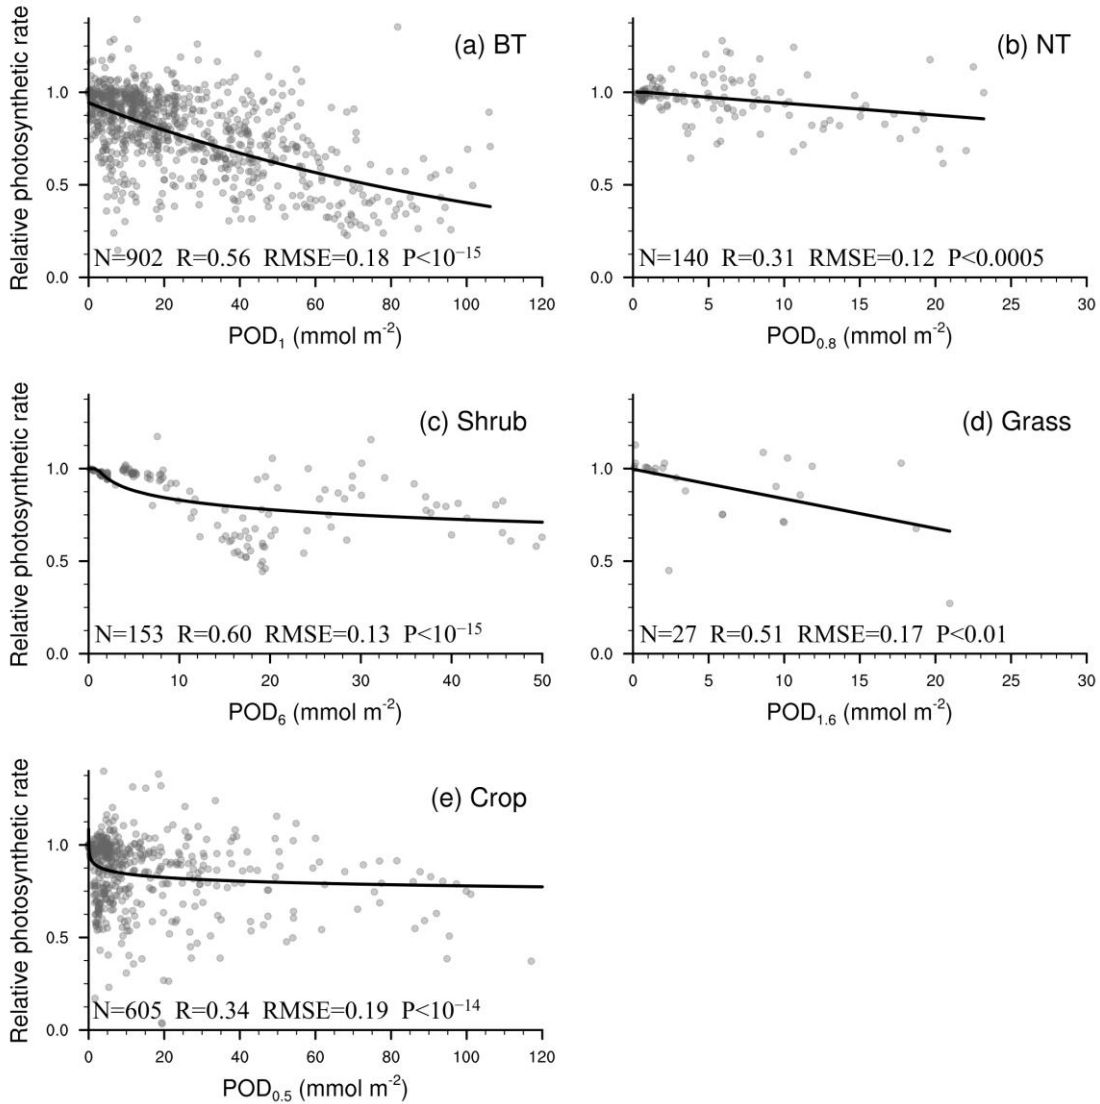 Relative photosynthetic rate
1.0
0.5
0.0
(a) BT
N=902 R=0.56 RMSE=0.18 P<10⁻¹⁵
0 20 40 60 80 100 120
POD₁ (mmol m⁻²)
1.0
0.5
0.0
(b) NT
N=140 R=0.31 RMSE=0.12 P<0.0005
0 5 10 15 20 25 30
POD₀.₈ (mmol m⁻²)
Relative photosynthetic rate
1.0
0.5
0.0
(c) Shrub
N=153 R=0.60 RMSE=0.13 P<10⁻¹⁵
0 10 20 30 40 50
POD₆ (mmol m⁻²)
1.0
0.5
0.0
(d) Grass
N=27 R=0.51 RMSE=0.17 P<0.01
0 5 10 15 20 25 30
POD₁.₆ (mmol m⁻²)
Relative photosynthetic rate
1.0
0.5
0.0
(e) Crop
N=605 R=0.34 RMSE=0.19 P<10⁻¹⁴
0 20 40 60 80 100 120
POD₀.₅ (mmol m⁻²)